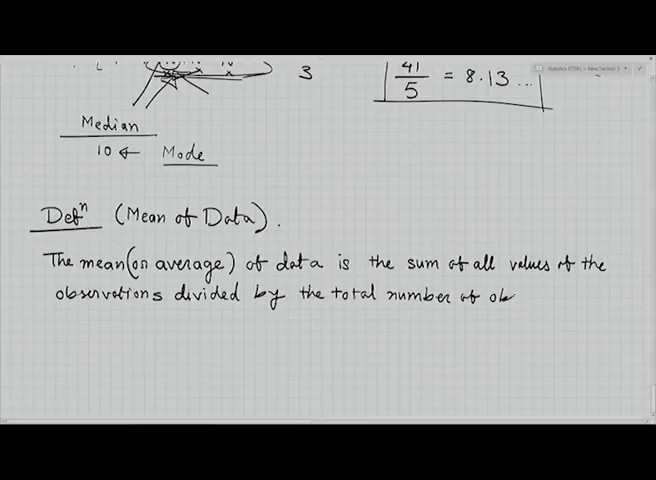 3
41
5
= 8.13 ...
Median
10 ← Mode
Defⁿ (Mean of Data).
The mean (or average) of data is the sum of all values of the
observations divided by the total number of ob